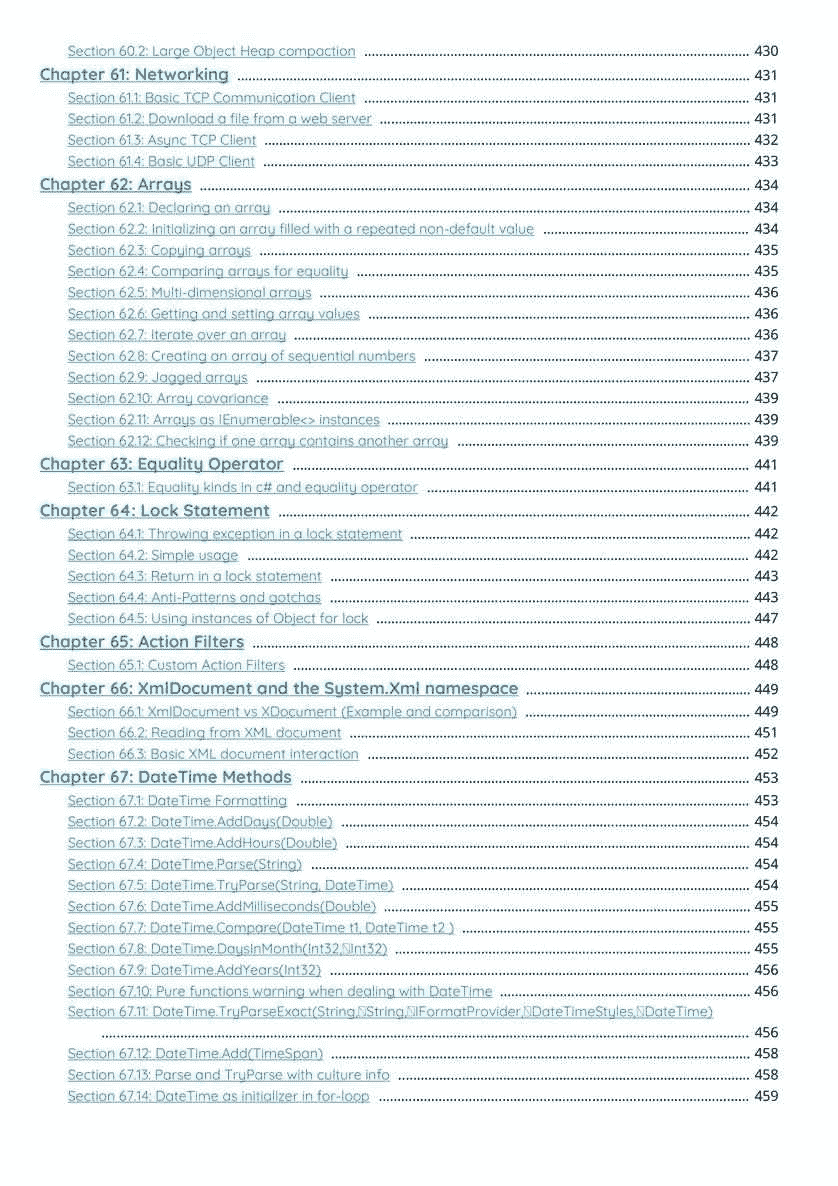 Section 60.2: Large Object Heap compaction ........ 430
Chapter 61: Networking ........ 431
Section 61.1: Basic TCP Communication Client ........ 431
Section 61.2: Download a file from a web server ........ 431
Section 61.3: Async TCP Client ........ 432
Section 61.4: Basic UDP Client ........ 433
Chapter 62: Arrays ........ 434
Section 62.1: Declaring an array ........ 434
Section 62.2: Initializing an array filled with a repeated non-default value ........ 434
Section 62.3: Copying arrays ........ 435
Section 62.4: Comparing arrays for equality ........ 435
Section 62.5: Multi-dimensional arrays ........ 436
Section 62.6: Getting and setting array values ........ 436
Section 62.7: Iterate over an array ........ 436
Section 62.8: Creating an array of sequential numbers ........ 437
Section 62.9: Jagged arrays ........ 437
Section 62.10: Array covariance ........ 439
Section 62.11: Arrays as IEnumerable<> instances ........ 439
Section 62.12: Checking if one array contains another array ........ 439
Chapter 63: Equality Operator ........ 441
Section 63.1: Equality kinds in c# and equality operator ........ 441
Chapter 64: Lock Statement ........ 442
Section 64.1: Throwing exception in a lock statement ........ 442
Section 64.2: Simple usage ........ 442
Section 64.3: Return in a lock statement ........ 443
Section 64.4: Anti-Patterns and gotchas ........ 443
Section 64.5: Using instances of Object for lock ........ 447
Chapter 65: Action Filters ........ 448
Section 65.1: Custom Action Filters ........ 448
Chapter 66: XmlDocument and the System.Xml namespace ........ 449
Section 66.1: XmlDocument vs XDocument (Example and comparison) ........ 449
Section 66.2: Reading from XML document ........ 451
Section 66.3: Basic XML document interaction ........ 452
Chapter 67: DateTime Methods ........ 453
Section 67.1: DateTime Formatting ........ 453
Section 67.2: DateTime.AddDays(Double) ........ 454
Section 67.3: DateTime.AddHours(Double) ........ 454
Section 67.4: DateTime.Parse(String) ........ 454
Section 67.5: DateTime.TryParse(String, DateTime) ........ 454
Section 67.6: DateTime.AddMilliseconds(Double) ........ 455
Section 67.7: DateTime.Compare(DateTime t1, DateTime t2 ) ........ 455
Section 67.8: DateTime.DaysInMonth(Int32,Int32) ........ 455
Section 67.9: DateTime.AddYears(Int32) ........ 456
Section 67.10: Pure functions warning when dealing with DateTime ........ 456
Section 67.11: DateTime.TryParseExact(String,String,IFormatProvider,DateTimeStyles,DateTime)
........ 456
Section 67.12: DateTime.Add(TimeSpan) ........ 458
Section 67.13: Parse and TryParse with culture info ........ 458
Section 67.14: DateTime as initializer in for-loop ........ 459